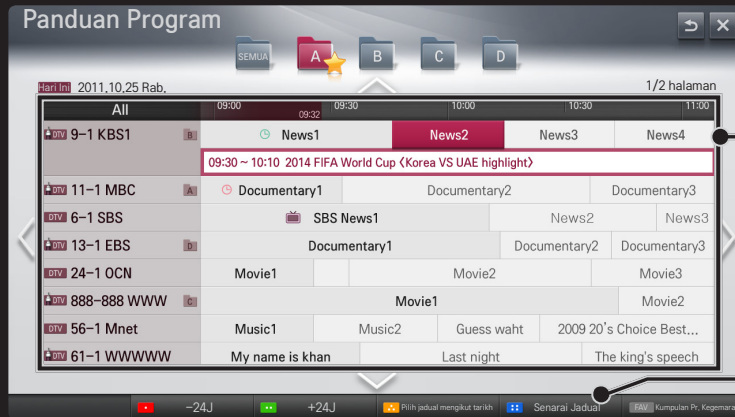 Panduan Program
SEMUA A B C D
Hari Ini 2011.10.25 Rab. 1/2 halaman
All 09:00 09:32 09:30 10:00 10:30 11:00
DTV 9-1 KBS1 B News1 News2 News3 News4
09:30 ~ 10:10 2014 FIFA World Cup 〈Korea VS UAE highlight〉
DTV 11-1 MBC A Documentary1 Documentary2 Documentary3
DTV 6-1 SBS SBS News1 News2 News3
DTV 13-1 EBS D Documentary1 Documentary2 Documentary3
DTV 24-1 OCN Movie1 Movie2 Movie3
DTV 888-888 WWW C Movie1 Movie2
DTV 56-1 Mnet Music1 Music2 Guess waht 2009 20's Choice Best...
DTV 61-1 WWWWW My name is khan Last night The king's speech
-24J +24J Pilih jadual mengikut tarikh Senarai Jadual FAV Kumpulan Pr, Kegemara